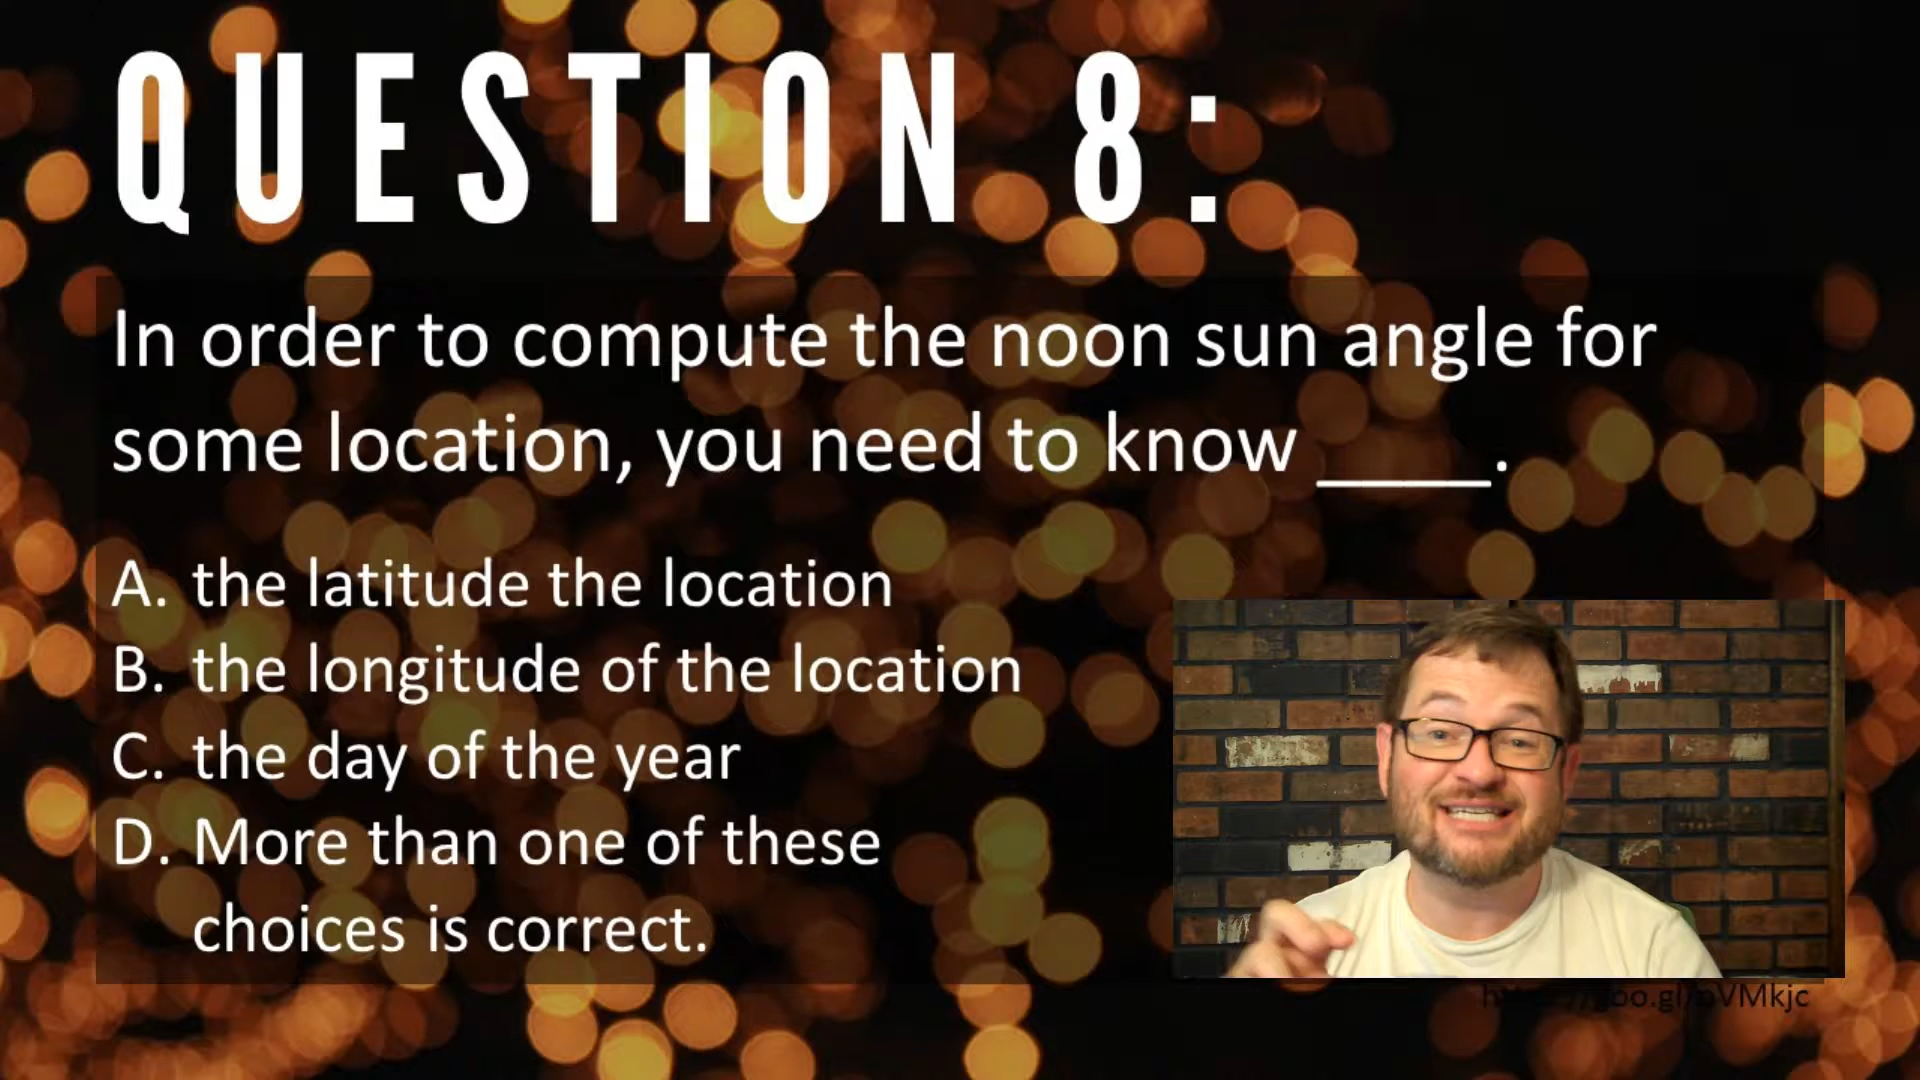 QUESTION 8:
In order to compute the noon sun angle for
some location, you need to know ____.
A. the latitude the location
B. the longitude of the location
C. the day of the year
D. More than one of these
choices is correct.